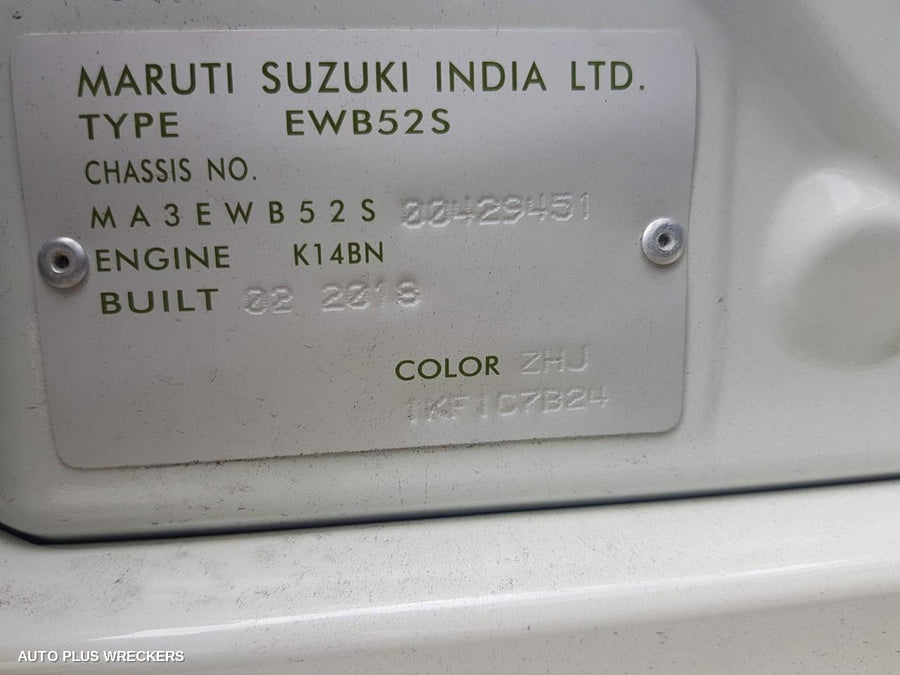 MARUTI SUZUKI INDIA LTD.
TYPE EWB52S
CHASSIS NO.
MA3EWB52S 00429451
ENGINE K14BN
BUILT 02 2018
COLOR ZHJ
1KF1C7B24
AUTO PLUS WRECKERS